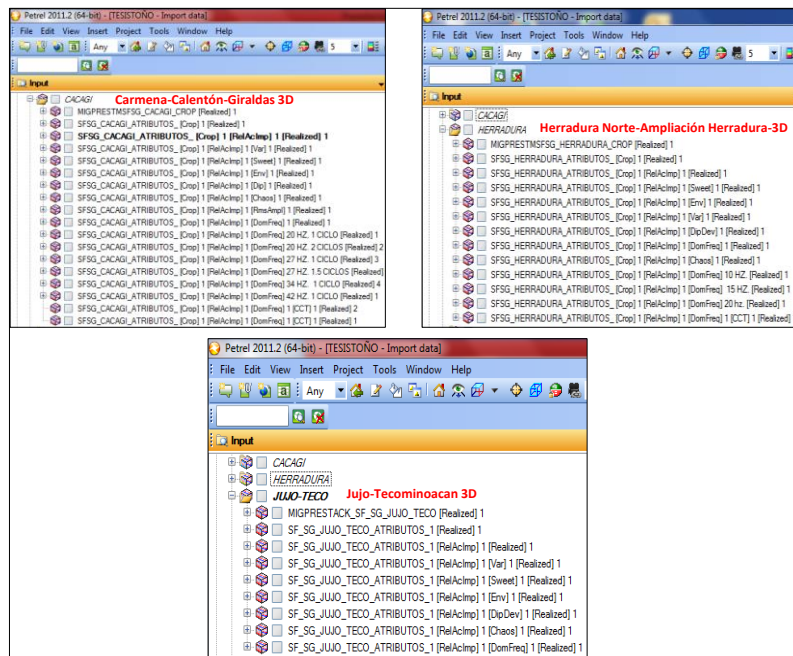 Petrel 2011.2 (64-bit) - [TESISTOÑO - Import data]
File Edit View Insert Project Tools Window Help
Any 5
Input
CACAGI Carmena-Calentón-Giraldas 3D
MIGPRESTMSFSG_CACAGI_CROP [Realized] 1
SFSG_CACAGI_ATRIBUTOS_ [Crop] 1 [Realized] 1
SFSG_CACAGI_ATRIBUTOS_ [Crop] 1 [RelAcImp] 1 [Realized] 1
SFSG_CACAGI_ATRIBUTOS_ [Crop] 1 [RelAcImp] 1 [Var] 1 [Realized] 1
SFSG_CACAGI_ATRIBUTOS_ [Crop] 1 [RelAcImp] 1 [Sweet] 1 [Realized] 1
SFSG_CACAGI_ATRIBUTOS_ [Crop] 1 [RelAcImp] 1 [Env] 1 [Realized] 1
SFSG_CACAGI_ATRIBUTOS_ [Crop] 1 [RelAcImp] 1 [Dip] 1 [Realized] 1
SFSG_CACAGI_ATRIBUTOS_ [Crop] 1 [RelAcImp] 1 [Chaos] 1 [Realized] 1
SFSG_CACAGI_ATRIBUTOS_ [Crop] 1 [RelAcImp] 1 [RmsAmpl] 1 [Realized] 1
SFSG_CACAGI_ATRIBUTOS_ [Crop] 1 [RelAcImp] 1 [DomFreq] 1 [Realized] 1
SFSG_CACAGI_ATRIBUTOS_ [Crop] 1 [RelAcImp] 1 [DomFreq] 20 HZ. 1 CICLO [Realized] 1
SFSG_CACAGI_ATRIBUTOS_ [Crop] 1 [RelAcImp] 1 [DomFreq] 20 HZ. 2 CICLOS [Realized] 2
SFSG_CACAGI_ATRIBUTOS_ [Crop] 1 [RelAcImp] 1 [DomFreq] 27 HZ. 1 CICLO [Realized] 3
SFSG_CACAGI_ATRIBUTOS_ [Crop] 1 [RelAcImp] 1 [DomFreq] 27 HZ. 1.5 CICLOS [Realized]
SFSG_CACAGI_ATRIBUTOS_ [Crop] 1 [RelAcImp] 1 [DomFreq] 34 HZ. 1 CICLO [Realized] 4
SFSG_CACAGI_ATRIBUTOS_ [Crop] 1 [RelAcImp] 1 [DomFreq] 42 HZ. 1 CICLO [Realized] 1
SFSG_CACAGI_ATRIBUTOS_ [Crop] 1 [RelAcImp] 1 [DomFreq] 1 [CCT] 1 [Realized] 2
SFSG_CACAGI_ATRIBUTOS_ [Crop] 1 [RelAcImp] 1 [DomFreq] 1 [CCT] 1 [Realized] 1
Petrel 2011.2 (64-bit) - [TESISTOÑO - Import data]
File Edit View Insert Project Tools Window Help
Any 5
Input
CACAGI
HERRADURA Herradura Norte-Ampliación Herradura-3D
MIGPRESTMSFSG_HERRADURA_CROP [Realized] 1
SFSG_HERRADURA_ATRIBUTOS_ [Crop] 1 [Realized] 1
SFSG_HERRADURA_ATRIBUTOS_ [Crop] 1 [RelAcImp] 1 [Realized] 1
SFSG_HERRADURA_ATRIBUTOS_ [Crop] 1 [RelAcImp] 1 [Sweet] 1 [Realized] 1
SFSG_HERRADURA_ATRIBUTOS_ [Crop] 1 [RelAcImp] 1 [Env] 1 [Realized] 1
SFSG_HERRADURA_ATRIBUTOS_ [Crop] 1 [RelAcImp] 1 [Var] 1 [Realized] 1
SFSG_HERRADURA_ATRIBUTOS_ [Crop] 1 [RelAcImp] 1 [DipDev] 1 [Realized] 1
SFSG_HERRADURA_ATRIBUTOS_ [Crop] 1 [RelAcImp] 1 [DomFreq] 1 [Realized] 1
SFSG_HERRADURA_ATRIBUTOS_ [Crop] 1 [RelAcImp] 1 [Chaos] 1 [Realized] 1
SFSG_HERRADURA_ATRIBUTOS_ [Crop] 1 [RelAcImp] 1 [DomFreq] 10 HZ. [Realized] 1
SFSG_HERRADURA_ATRIBUTOS_ [Crop] 1 [RelAcImp] 1 [DomFreq] 15 HZ. [Realized] 1
SFSG_HERRADURA_ATRIBUTOS_ [Crop] 1 [RelAcImp] 1 [DomFreq] 20 hz. [Realized] 1
SFSG_HERRADURA_ATRIBUTOS_ [Crop] 1 [RelAcImp] 1 [DomFreq] 1 [CCT] 1 [Realized]
Petrel 2011.2 (64-bit) - [TESISTOÑO - Import data]
File Edit View Insert Project Tools Window Help
Any
Input
CACAGI
HERRADURA
JUJO-TECO Jujo-Tecominoacan 3D
MIGPRESTACK_SF_SG_JUJO_TECO [Realized] 1
SF_SG_JUJO_TECO_ATRIBUTOS_1 [Realized] 1
SF_SG_JUJO_TECO_ATRIBUTOS_1 [RelAcImp] 1 [Realized] 1
SF_SG_JUJO_TECO_ATRIBUTOS_1 [RelAcImp] 1 [Var] 1 [Realized] 1
SF_SG_JUJO_TECO_ATRIBUTOS_1 [RelAcImp] 1 [Sweet] 1 [Realized] 1
SF_SG_JUJO_TECO_ATRIBUTOS_1 [RelAcImp] 1 [Env] 1 [Realized] 1
SF_SG_JUJO_TECO_ATRIBUTOS_1 [RelAcImp] 1 [DipDev] 1 [Realized] 1
SF_SG_JUJO_TECO_ATRIBUTOS_1 [RelAcImp] 1 [Chaos] 1 [Realized] 1
SF_SG_JUJO_TECO_ATRIBUTOS_1 [RelAcImp] 1 [DomFreq] 1 [Realized] 1